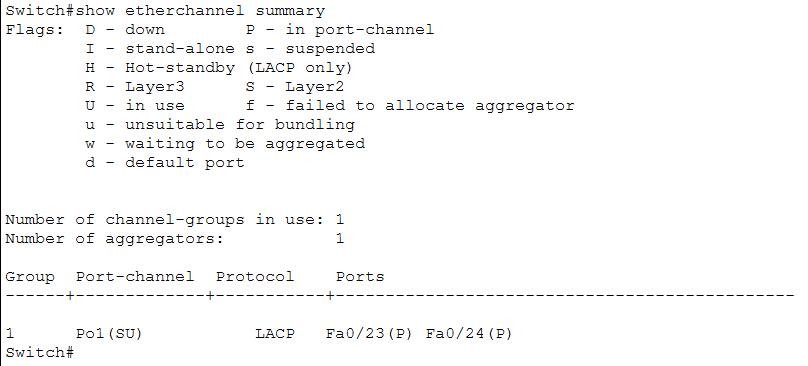 Switch#show etherchannel summary
Flags:  D - down        P - in port-channel
        I - stand-alone s - suspended
        H - Hot-standby (LACP only)
        R - Layer3      S - Layer2
        U - in use      f - failed to allocate aggregator
        u - unsuitable for bundling
        w - waiting to be aggregated
        d - default port
Number of channel-groups in use: 1
Number of aggregators:           1
Group  Port-channel  Protocol    Ports
------+-------------+-----------+----------------------------------------------
1      Po1(SU)           LACP   Fa0/23(P) Fa0/24(P)
Switch#